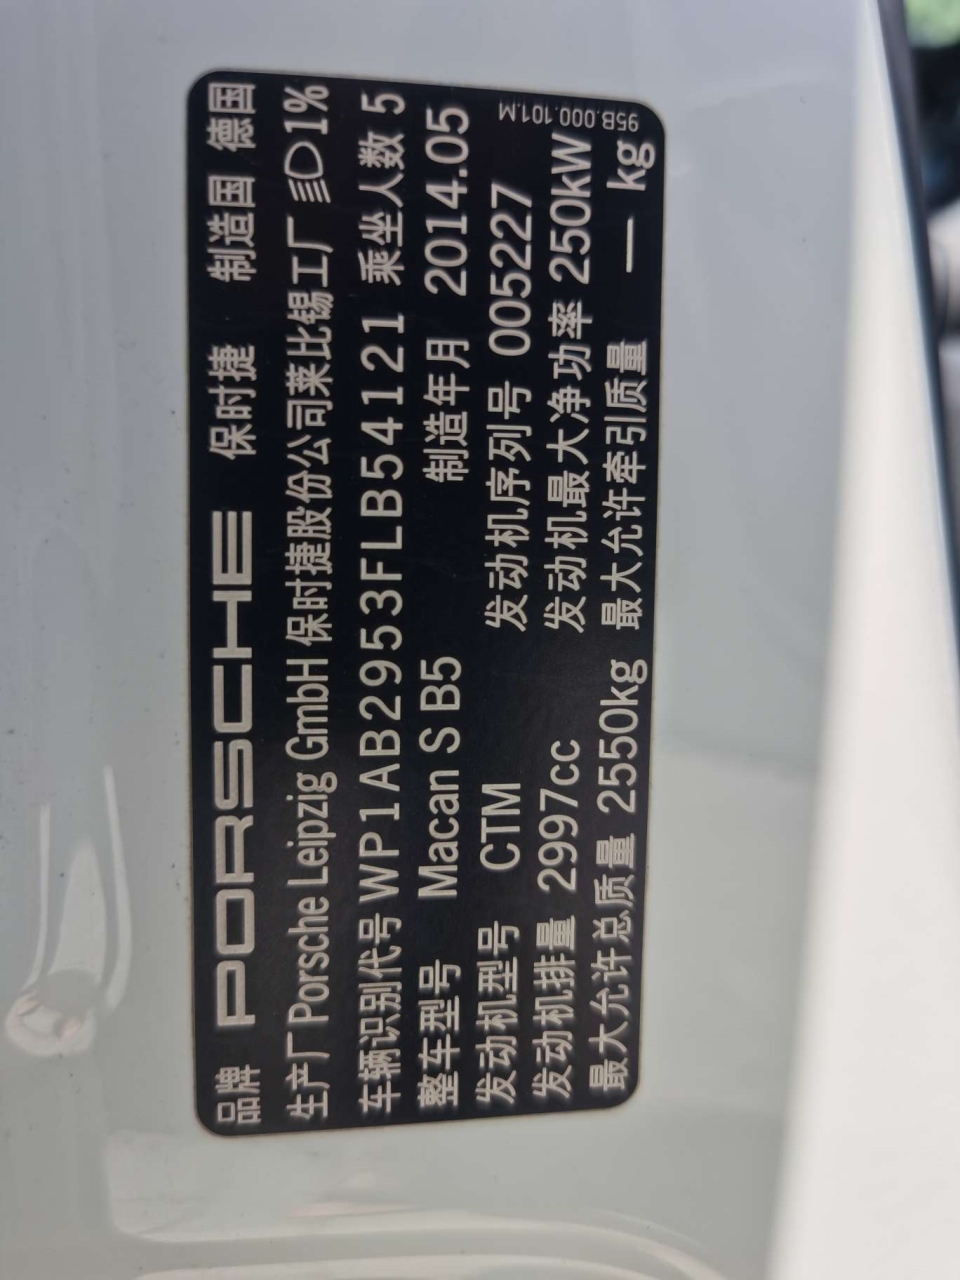 品牌 PORSCHE 保时捷 制造国 德国
生产厂 Porsche Leipzig GmbH 保时捷股份公司莱比锡工厂 1%
车辆识别代号 WP1AB2953FLB54121 乘坐人数 5
整车型号 Macan S B5 制造年月 2014.05
发动机型号 CTM 发动机序列号 005227
发动机排量 2997cc 发动机最大净功率 250kW
最大允许总质量 2550kg 最大允许牵引质量 — kg
95B.000.101.M